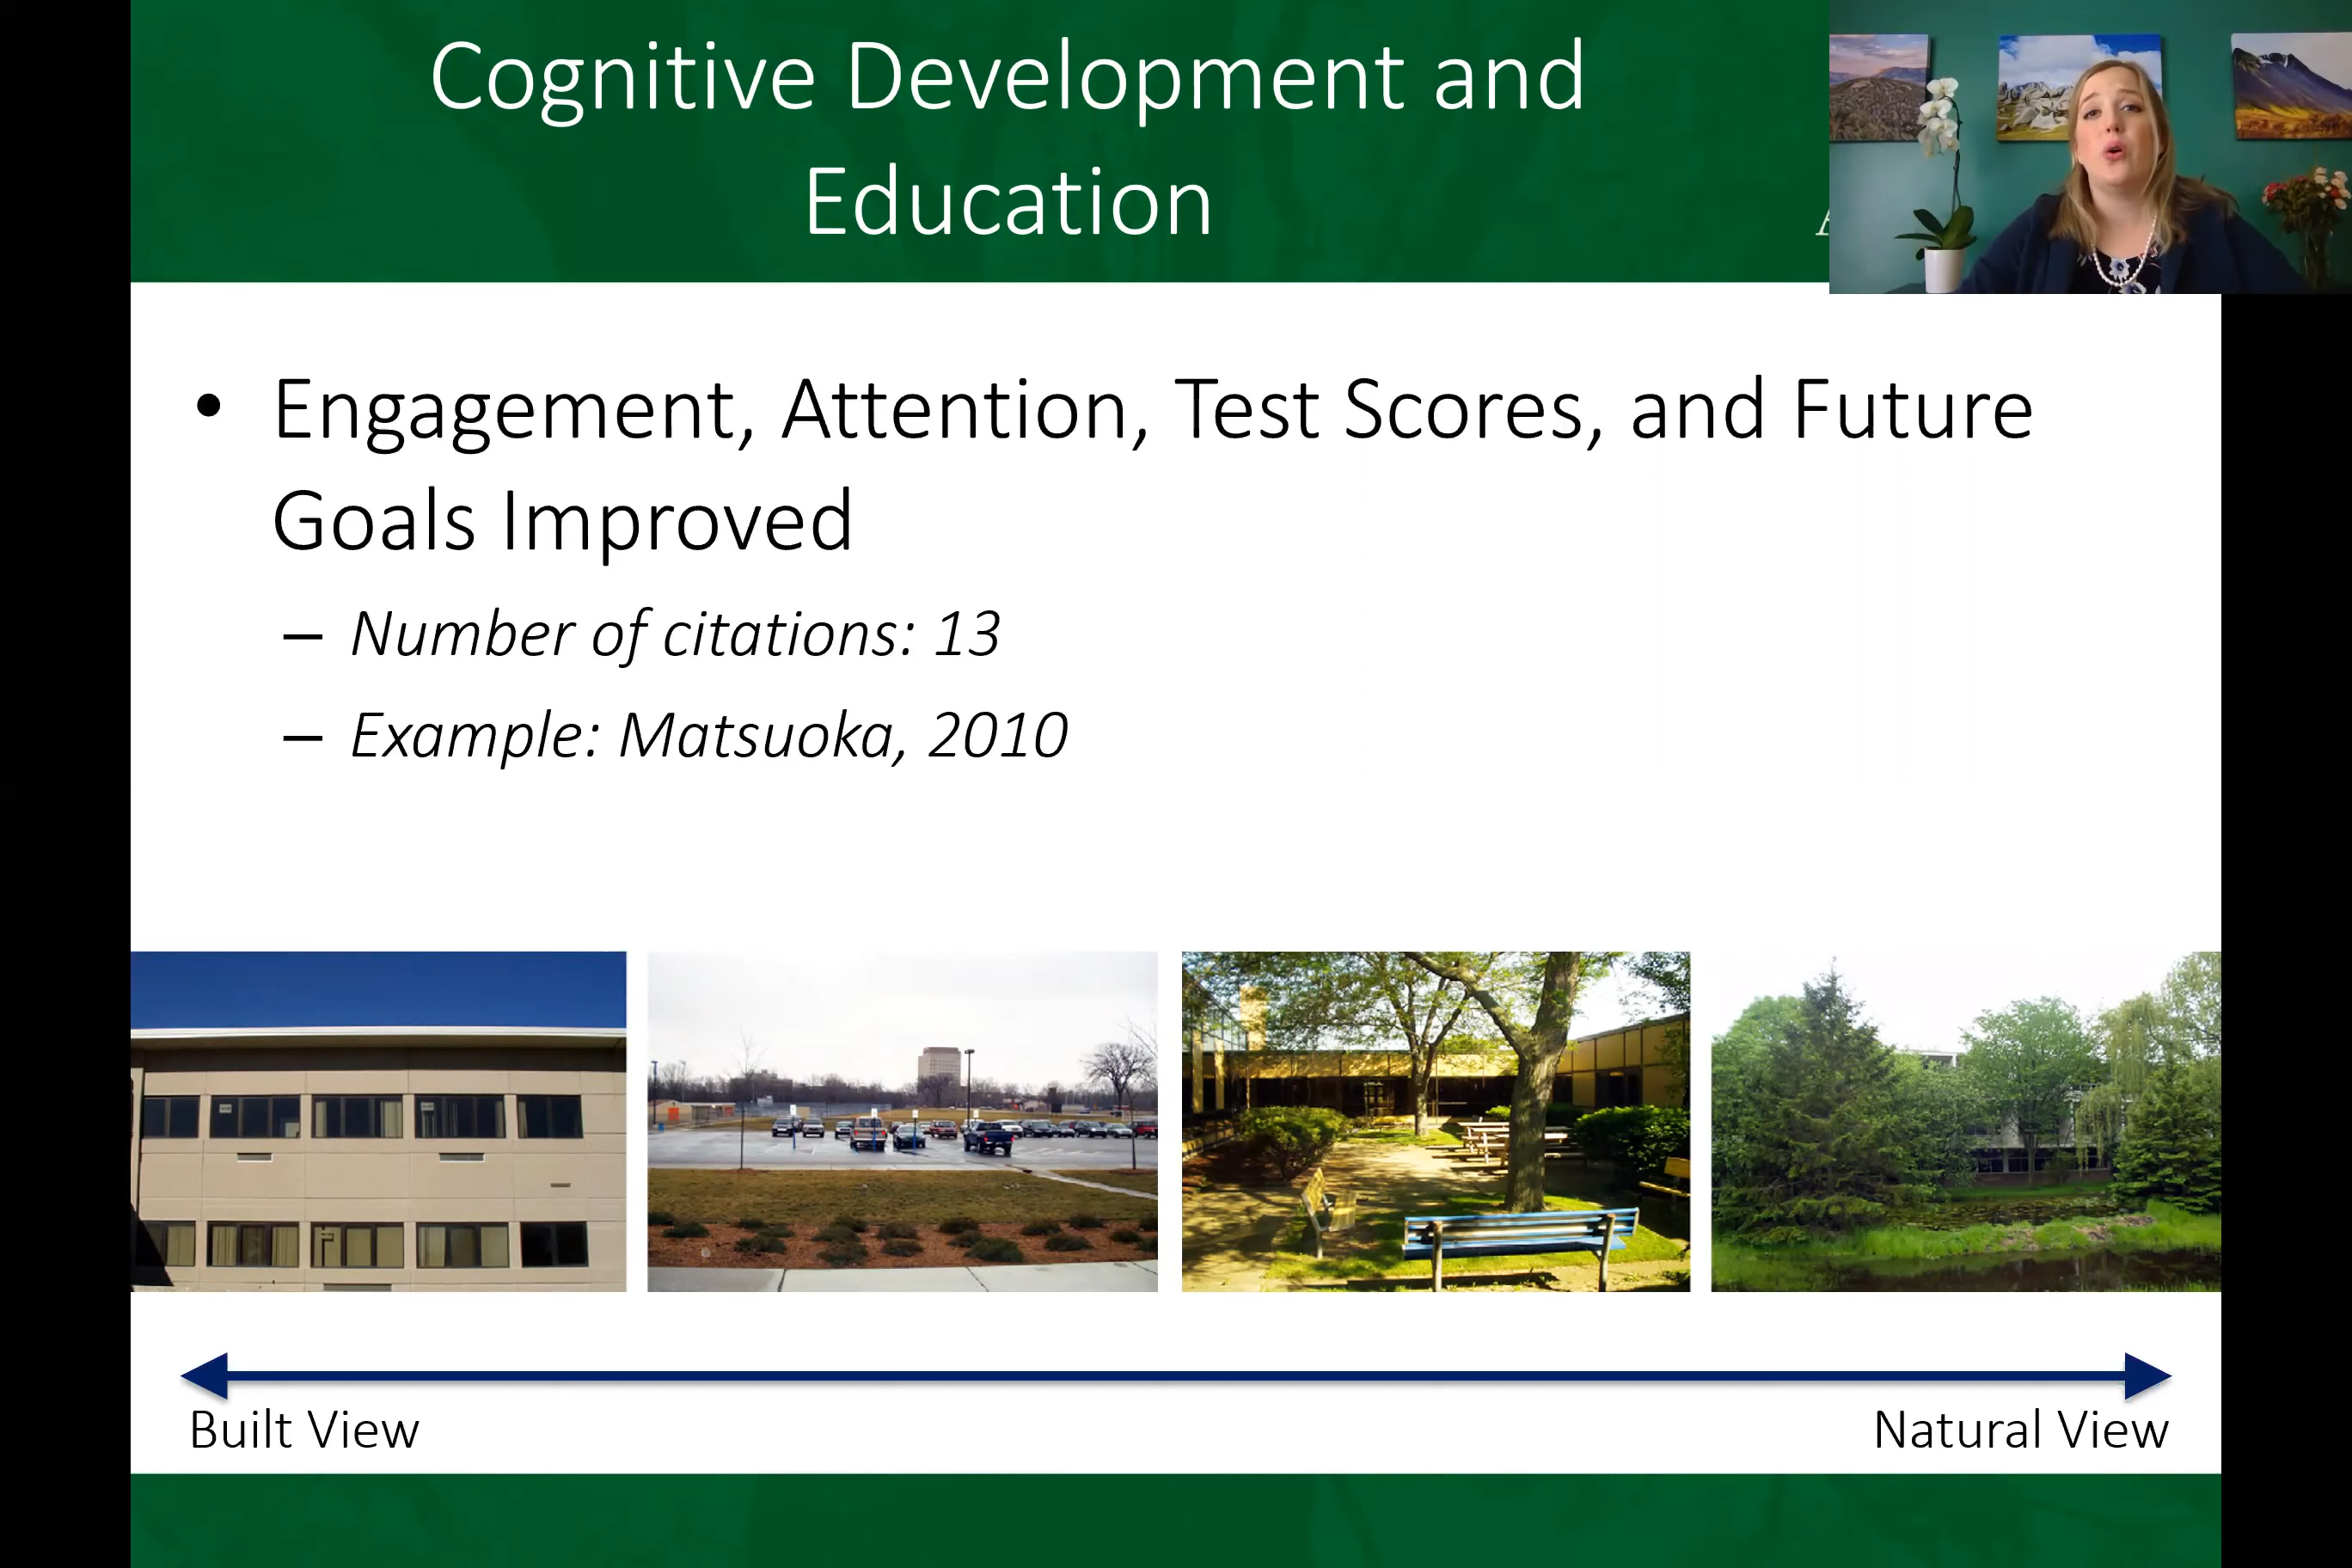 Cognitive Development and
Education
• Engagement, Attention, Test Scores, and Future
Goals Improved
– Number of citations: 13
– Example: Matsuoka, 2010
Built View
Natural View